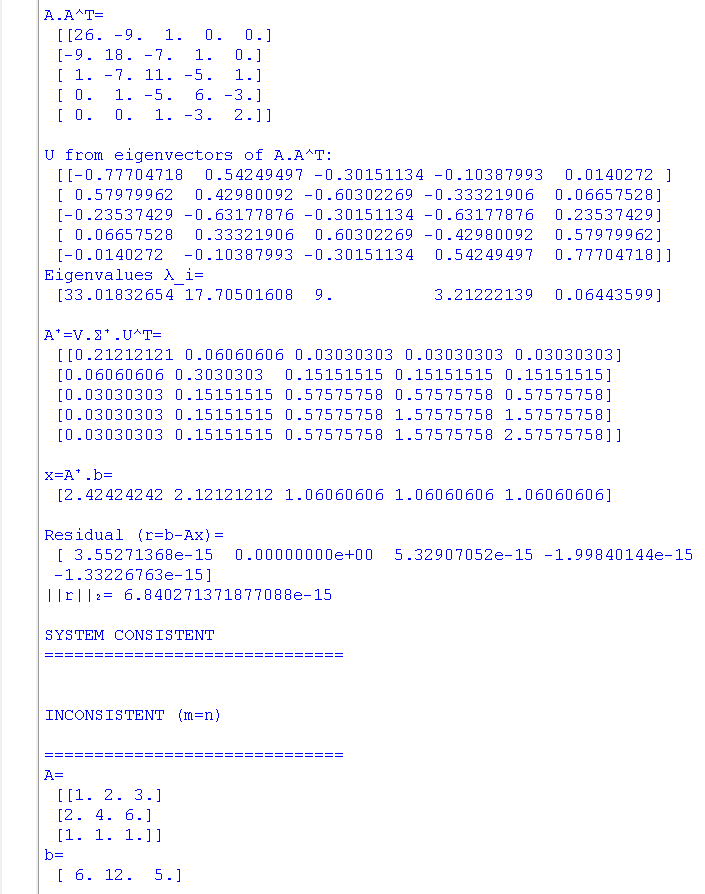 A.A^T=
[[26. -9. 1. 0. 0.]
[-9. 18. -7. 1. 0.]
[ 1. -7. 11. -5. 1.]
[ 0. 1. -5. 6. -3.]
[ 0. 0. 1. -3. 2.]]
U from eigenvectors of A.A^T:
[[-0.77704718 0.54249497 -0.30151134 -0.10387993 0.0140272 ]
[ 0.57979962 0.42980092 -0.60302269 -0.33321906 0.06657528]
[-0.23537429 -0.63177876 -0.30151134 -0.63177876 0.23537429]
[ 0.06657528 0.33321906 0.60302269 -0.42980092 0.57979962]
[-0.0140272 -0.10387993 -0.30151134 0.54249497 0.77704718]]
Eigenvalues λ_i=
[33.01832654 17.70501608 9. 3.21222139 0.06443599]
A⁺=V.Σ⁺.U^T=
[[0.21212121 0.06060606 0.03030303 0.03030303 0.03030303]
[0.06060606 0.3030303 0.15151515 0.15151515 0.15151515]
[0.03030303 0.15151515 0.57575758 0.57575758 0.57575758]
[0.03030303 0.15151515 0.57575758 1.57575758 1.57575758]
[0.03030303 0.15151515 0.57575758 1.57575758 2.57575758]]
x=A⁺.b=
[2.42424242 2.12121212 1.06060606 1.06060606 1.06060606]
Residual (r=b-Ax)=
[ 3.55271368e-15 0.00000000e+00 5.32907052e-15 -1.99840144e-15
-1.33226763e-15]
||r||₂= 6.840271371877088e-15
SYSTEM CONSISTENT
==============================
INCONSISTENT (m=n)
==============================
A=
[[1. 2. 3.]
[2. 4. 6.]
[1. 1. 1.]]
b=
[ 6. 12. 5.]